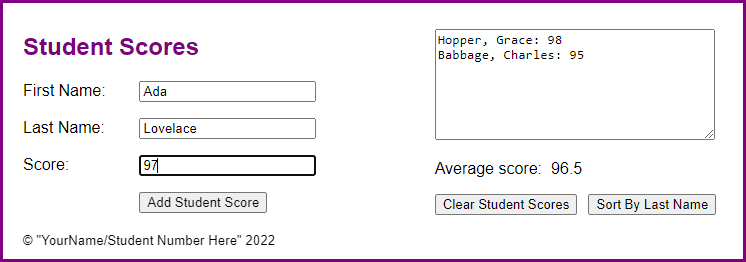 Student Scores
First Name: Ada
Last Name: Lovelace
Score: 97
Add Student Score
Hopper, Grace: 98
Babbage, Charles: 95
Average score: 96.5
Clear Student Scores Sort By Last Name
© "YourName/Student Number Here" 2022